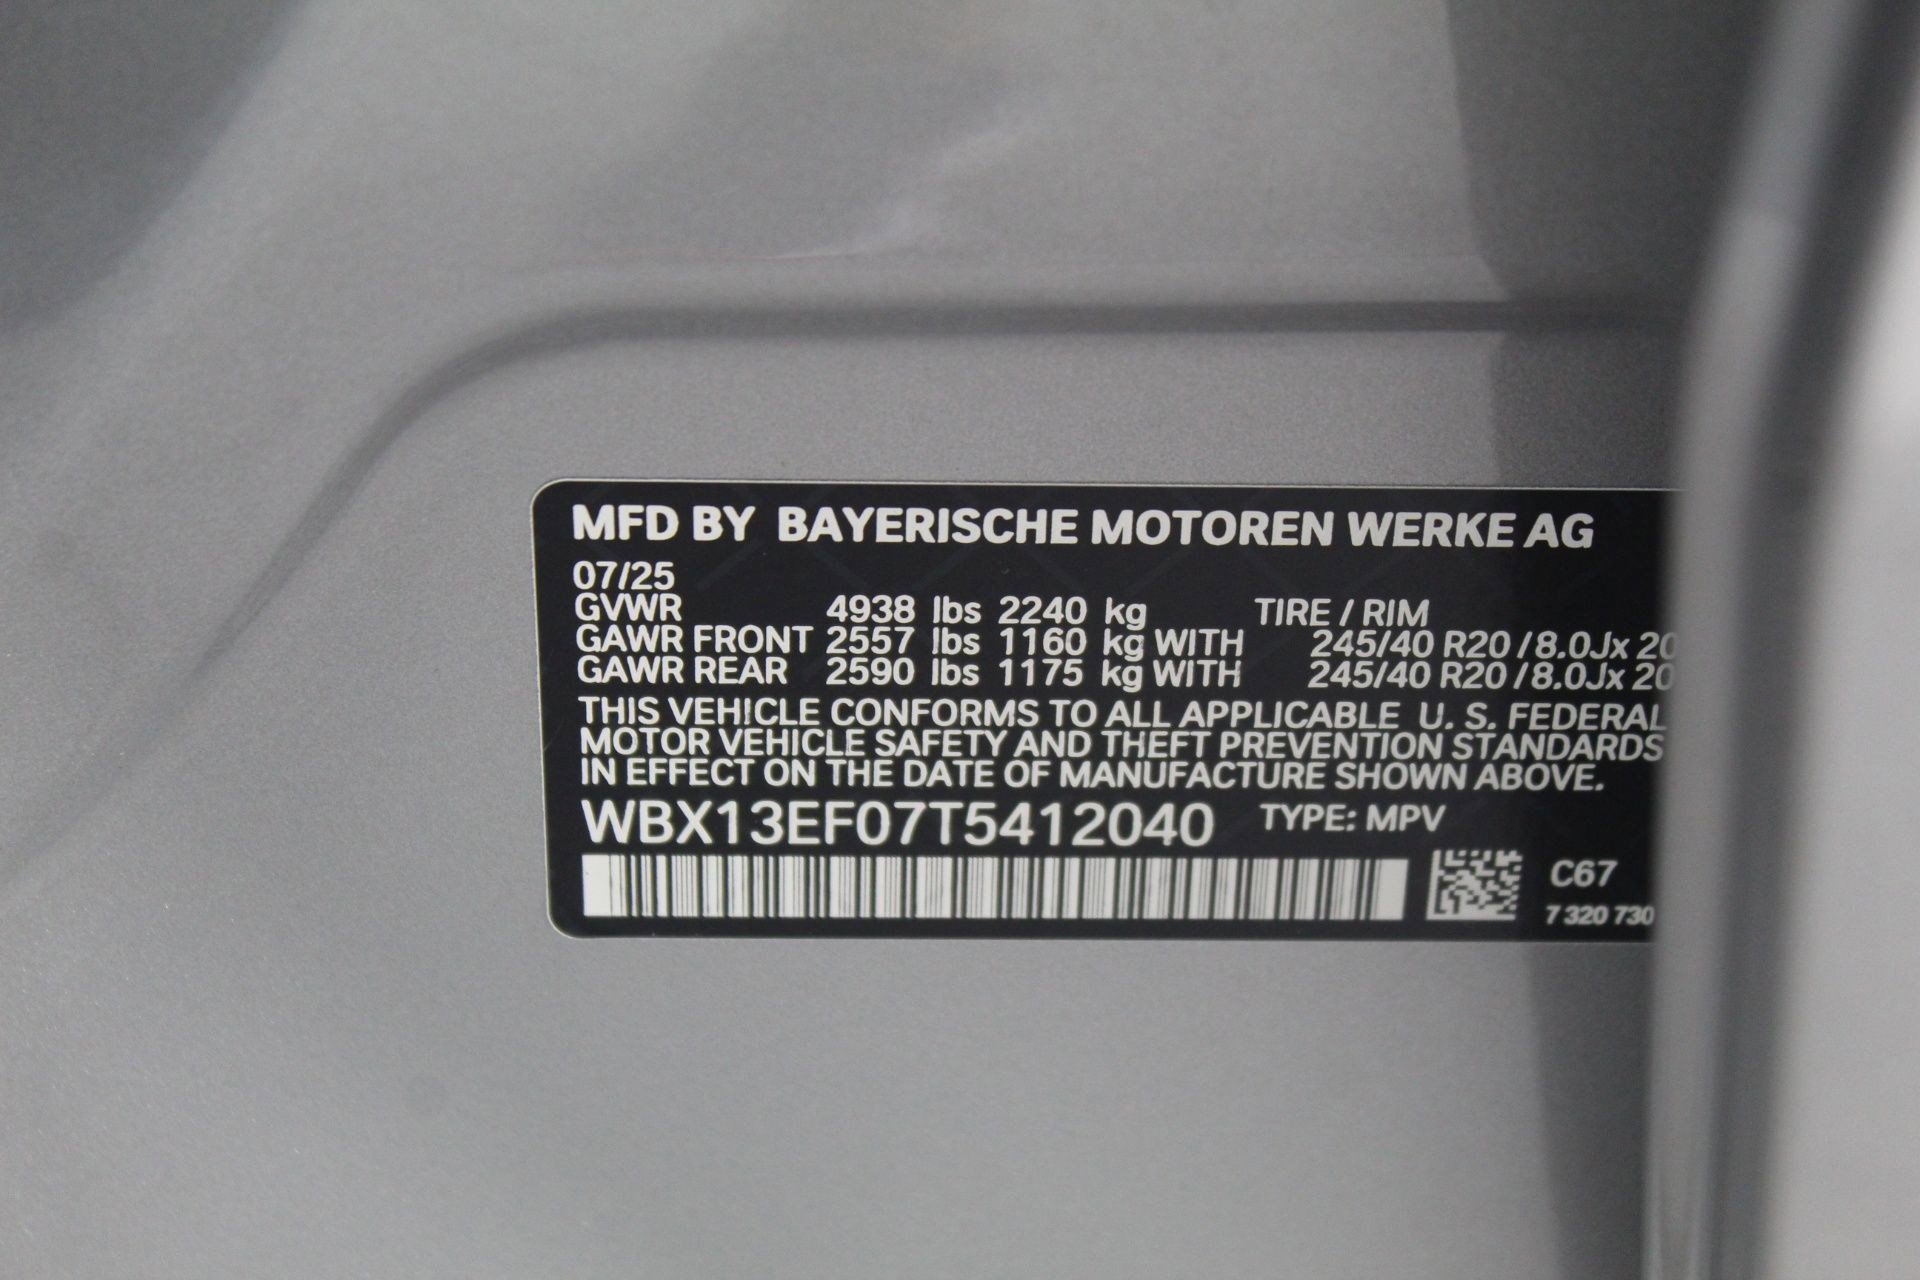 MFD BY BAYERISCHE MOTOREN WERKE AG
07/25
GVWR 4938 lbs 2240 kg TIRE / RIM
GAWR FRONT 2557 lbs 1160 kg WITH 245/40 R20 / 8.0Jx 20
GAWR REAR 2590 lbs 1175 kg WITH 245/40 R20 / 8.0Jx 20
THIS VEHICLE CONFORMS TO ALL APPLICABLE U. S. FEDERAL
MOTOR VEHICLE SAFETY AND THEFT PREVENTION STANDARDS
IN EFFECT ON THE DATE OF MANUFACTURE SHOWN ABOVE.
WBX13EF07T5412040 TYPE: MPV
C67
7 320 730